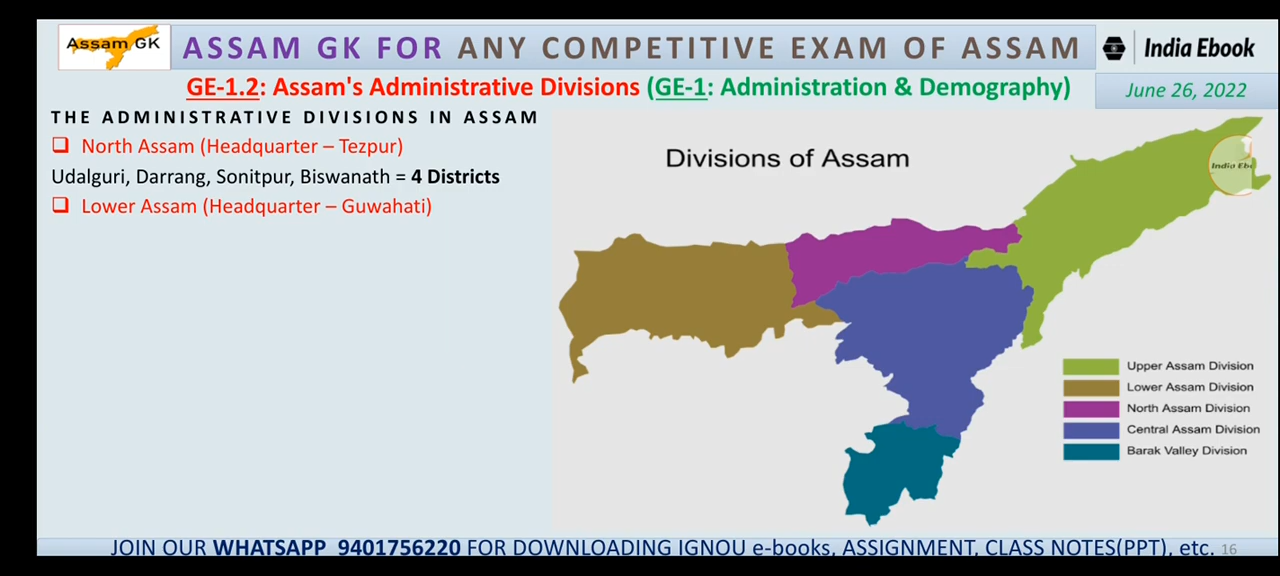 Assam GK
ASSAM GK FOR ANY COMPETITIVE EXAM OF ASSAM
India Ebook
GE-1.2: Assam's Administrative Divisions (GE-1: Administration & Demography)
June 26, 2022
THE ADMINISTRATIVE DIVISIONS IN ASSAM
❑ North Assam (Headquarter – Tezpur)
Udalguri, Darrang, Sonitpur, Biswanath = 4 Districts
❑ Lower Assam (Headquarter – Guwahati)
Divisions of Assam
India Eb
Upper Assam Division
Lower Assam Division
North Assam Division
Central Assam Division
Barak Valley Division
JOIN OUR WHATSAPP 9401756220 FOR DOWNLOADING IGNOU e-books, ASSIGNMENT, CLASS NOTES(PPT), etc. 16